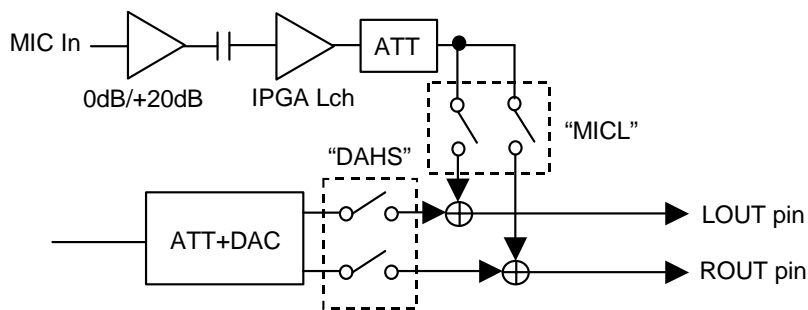 MIC In
ATT
0dB/+20dB
IPGA Lch
“MICL”
“DAHS”
ATT+DAC
LOUT pin
ROUT pin